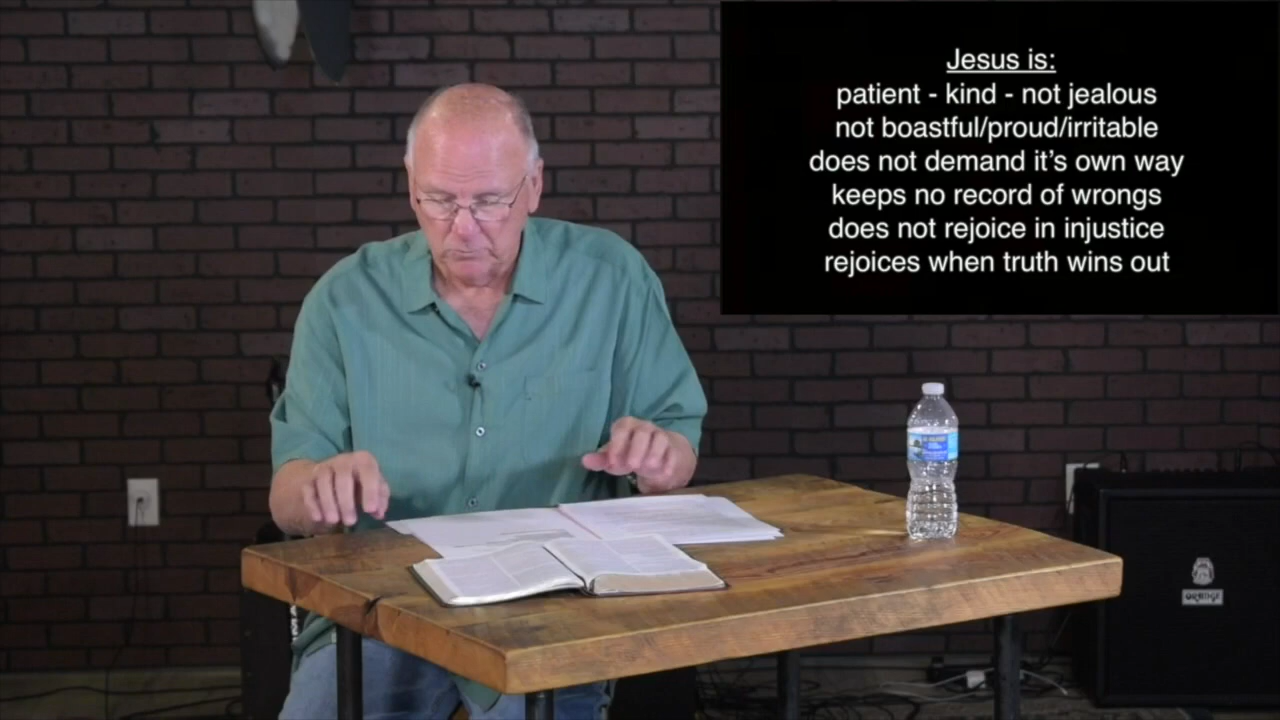 Jesus is:
patient - kind - not jealous
not boastful/proud/irritable
does not demand it's own way
keeps no record of wrongs
does not rejoice in injustice
rejoices when truth wins out
ORANGE